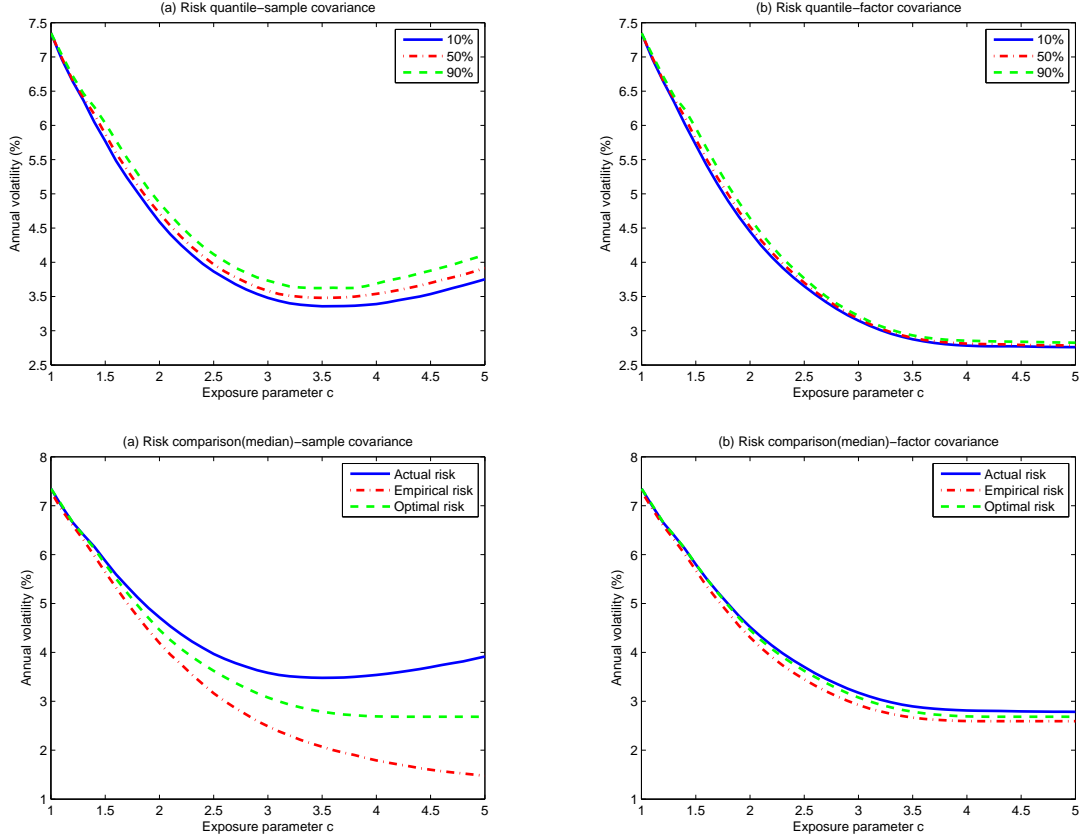 (a) Risk quantile−sample covariance
7.5
7
6.5
6
5.5
5
4.5
4
3.5
3
2.5
Annual volatility (%)
10%
50%
90%
1 1.5 2 2.5 3 3.5 4 4.5 5
Exposure parameter c
(b) Risk quantile−factor covariance
7.5
7
6.5
6
5.5
5
4.5
4
3.5
3
2.5
Annual volatility (%)
10%
50%
90%
1 1.5 2 2.5 3 3.5 4 4.5 5
Exposure parameter c
(a) Risk comparison(median)−sample covariance
8
7
6
5
4
3
2
1
Annual volatility (%)
Actual risk
Empirical risk
Optimal risk
1 1.5 2 2.5 3 3.5 4 4.5 5
Exposure parameter c
(b) Risk comparison(median)−factor covariance
8
7
6
5
4
3
2
1
Annual volatility (%)
Actual risk
Empirical risk
Optimal risk
1 1.5 2 2.5 3 3.5 4 4.5 5
Exposure parameter c